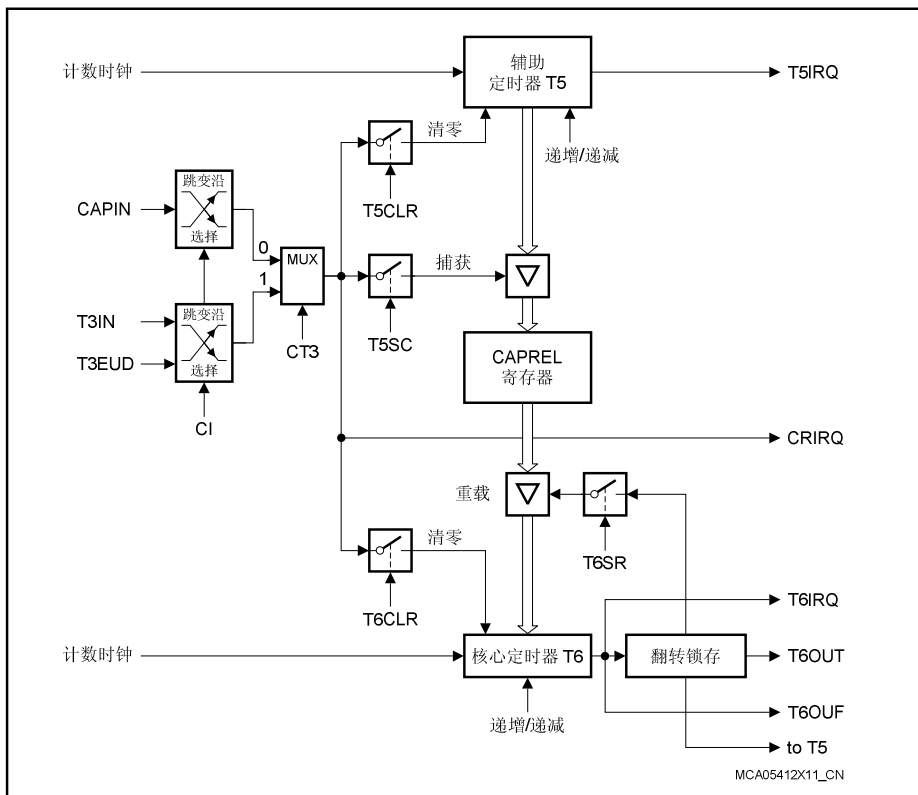 计数时钟
辅助
定时器 T5
T5IRQ
清零
递增/递减
T5CLR
跳变沿
选择
CAPIN
0
1
MUX
CT3
捕获
T5SC
T3IN
T3EUD
跳变沿
选择
CI
CAPREL
寄存器
CRIRQ
重载
T6SR
清零
T6CLR
T6IRQ
计数时钟
核心定时器 T6
翻转锁存
T6OUT
递增/递减
T6OUF
to T5
MCA05412X11_CN